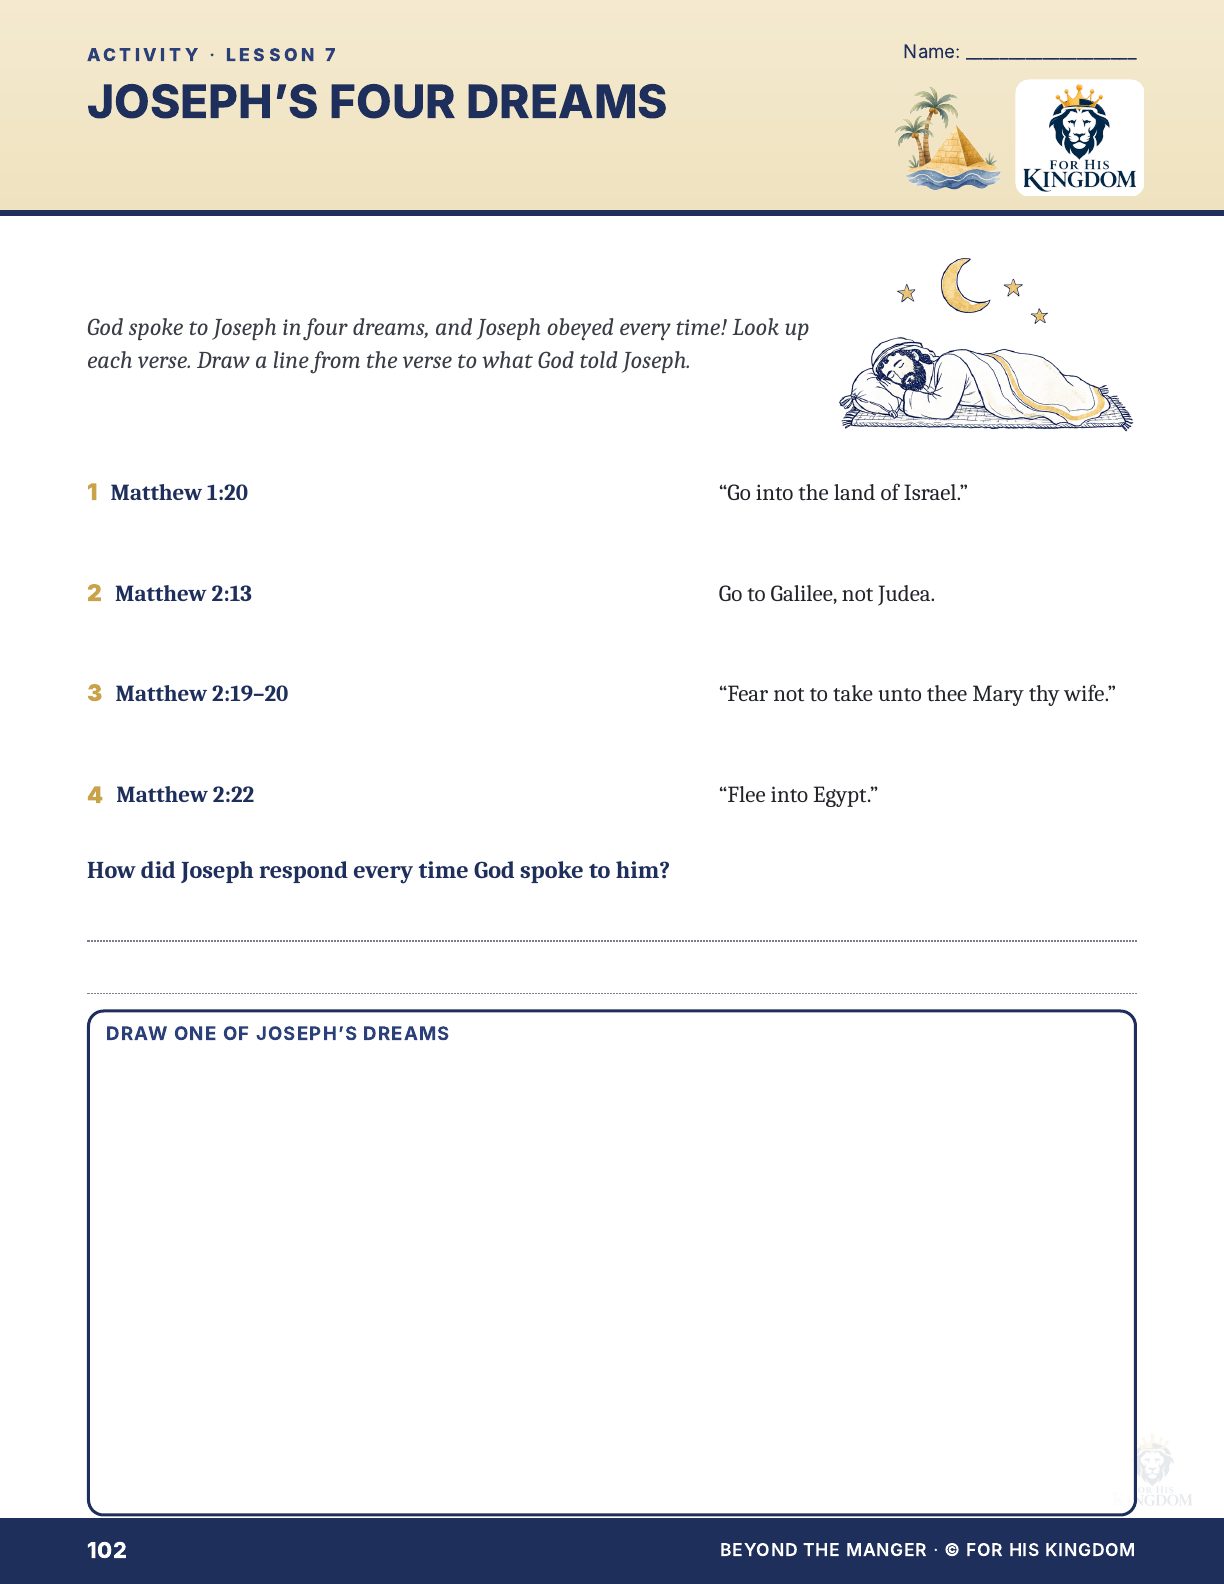 ACTIVITY · LESSON 7
JOSEPH’S FOUR DREAMS
Name: ___________________
FOR HIS
KINGDOM
God spoke to Joseph in four dreams, and Joseph obeyed every time! Look up
each verse. Draw a line from the verse to what God told Joseph.
1 Matthew 1:20
“Go into the land of Israel.”
2 Matthew 2:13
Go to Galilee, not Judea.
3 Matthew 2:19–20
“Fear not to take unto thee Mary thy wife.”
4 Matthew 2:22
“Flee into Egypt.”
How did Joseph respond every time God spoke to him?
DRAW ONE OF JOSEPH’S DREAMS
FOR HIS
KINGDOM
102
BEYOND THE MANGER · © FOR HIS KINGDOM